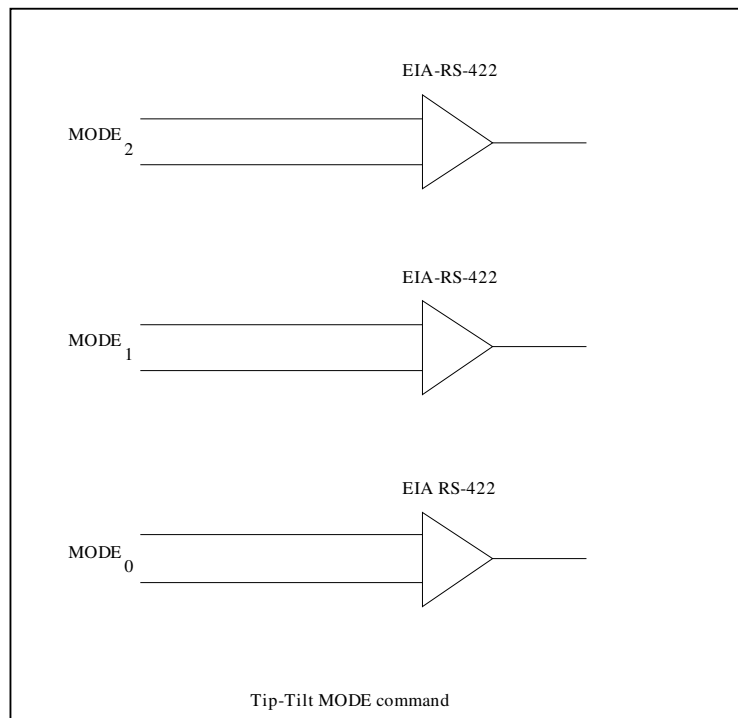 EIA-RS-422
MODE
2
EIA-RS-422
MODE
1
EIA RS-422
MODE
0
Tip-Tilt MODE command